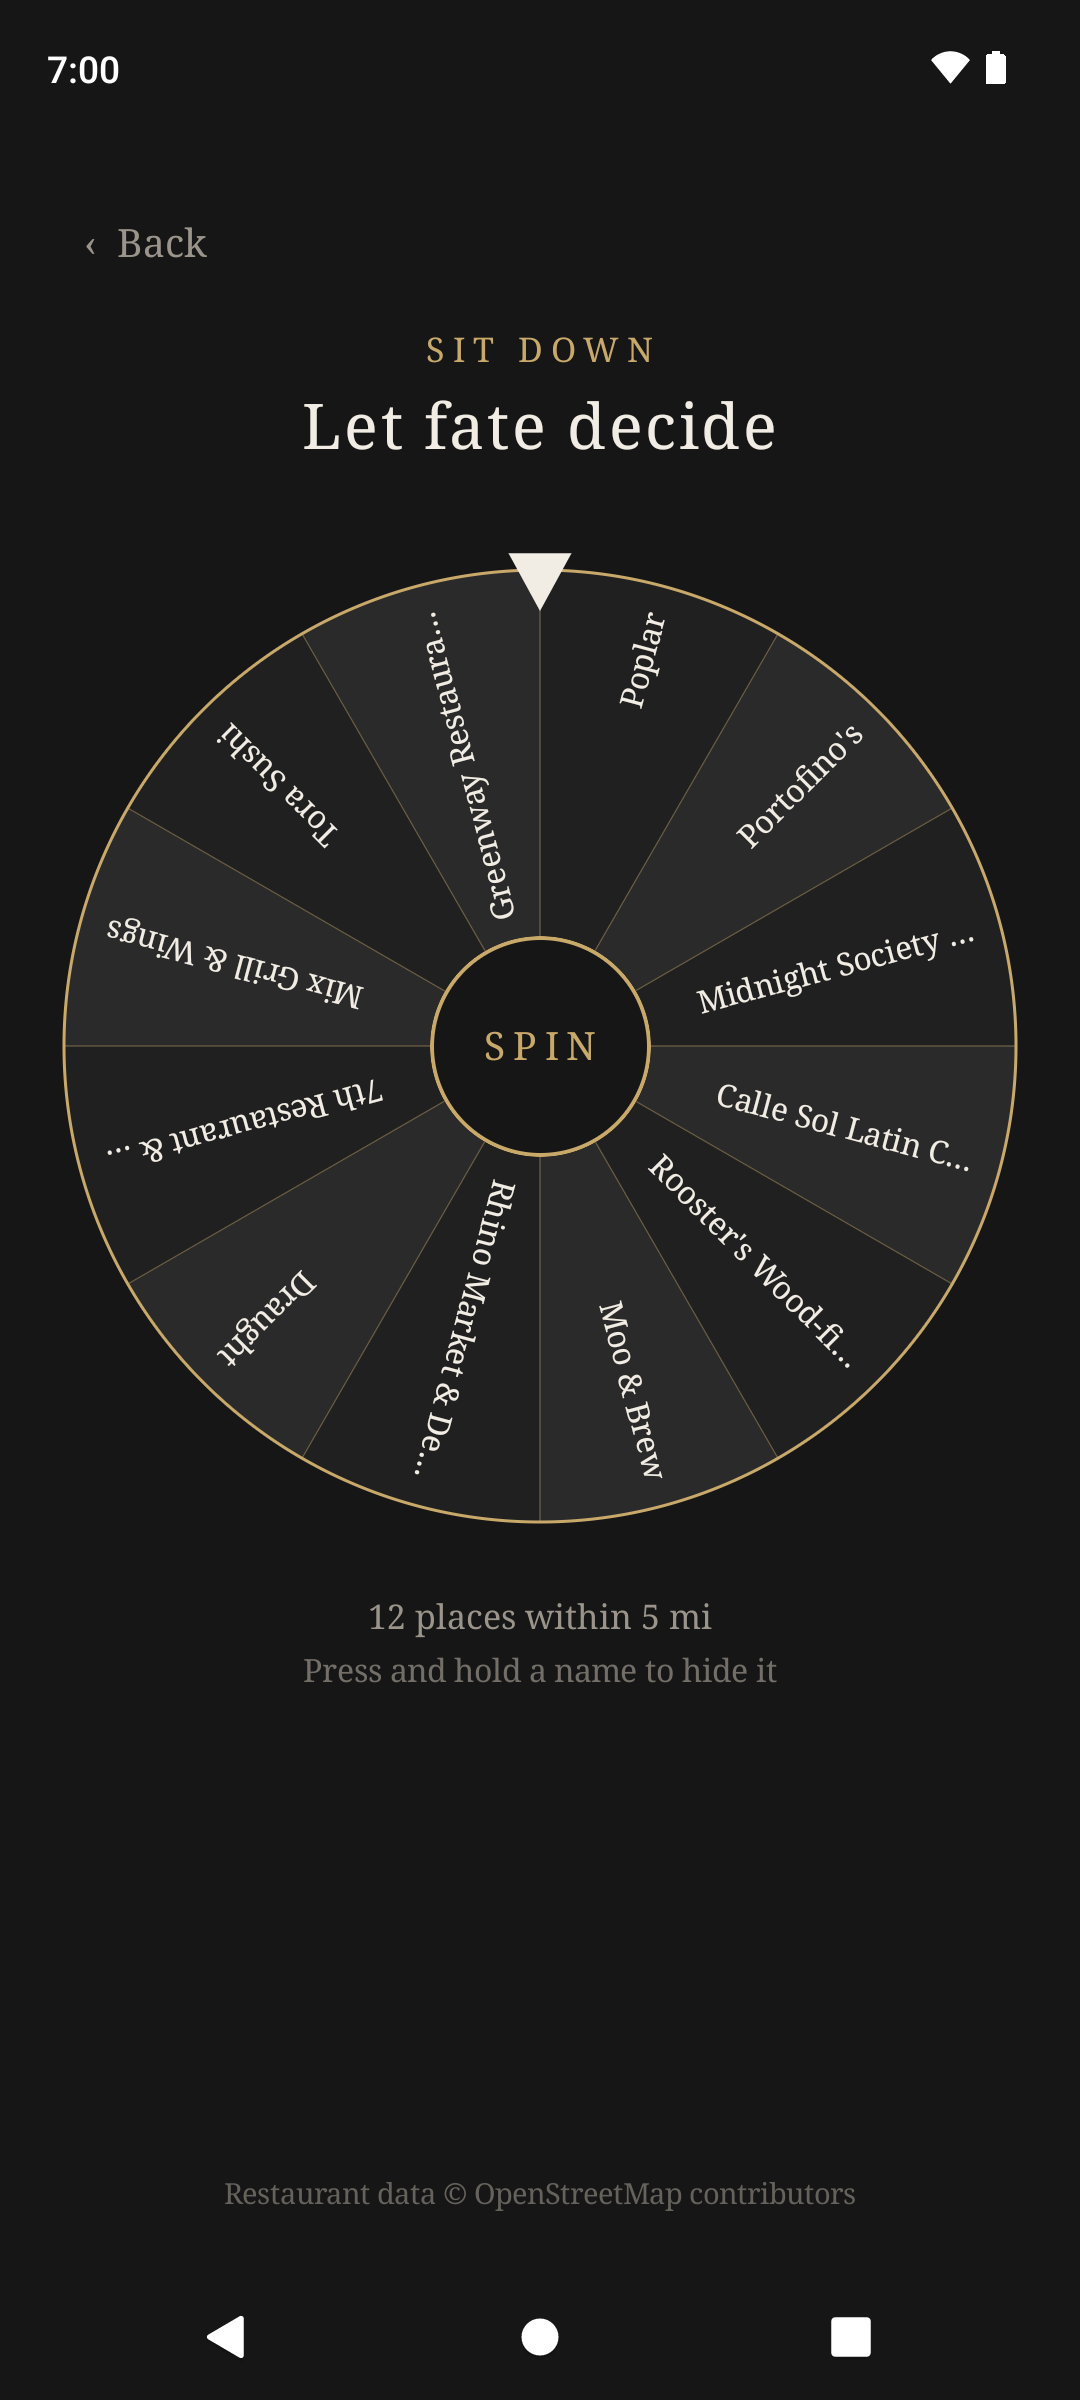 7:00
‹ Back
SIT DOWN
Let fate decide
Poplar
Portofino's
Midnight Society ...
Calle Sol Latin C...
Rooster's Wood-fi...
Moo & Brew
Rhino Market & De...
Draught
7th Restaurant & ...
Mix Grill & Wings
Tora Sushi
Greenway Restaura...
SPIN
12 places within 5 mi
Press and hold a name to hide it
Restaurant data © OpenStreetMap contributors